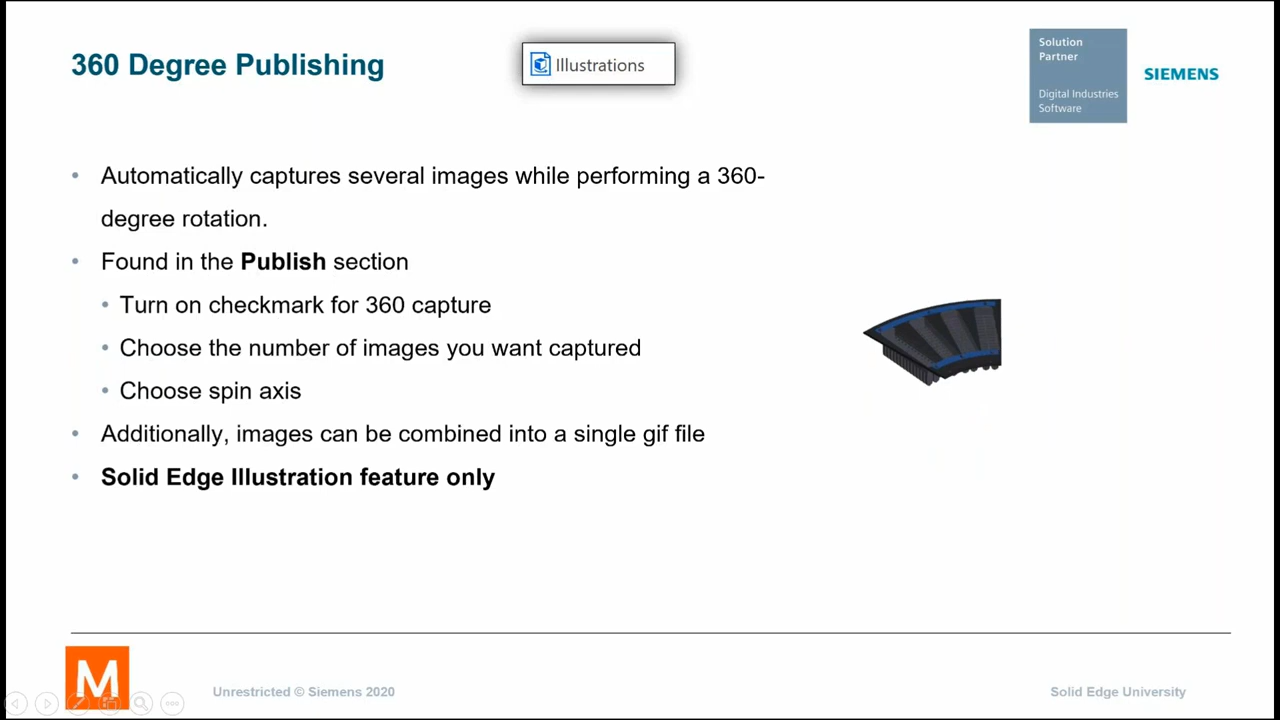 360 Degree Publishing
Illustrations
Solution
Partner
Digital Industries
Software
SIEMENS
• Automatically captures several images while performing a 360-
degree rotation.
• Found in the Publish section
• Turn on checkmark for 360 capture
• Choose the number of images you want captured
• Choose spin axis
• Additionally, images can be combined into a single gif file
• Solid Edge Illustration feature only
M
Unrestricted © Siemens 2020
Solid Edge University